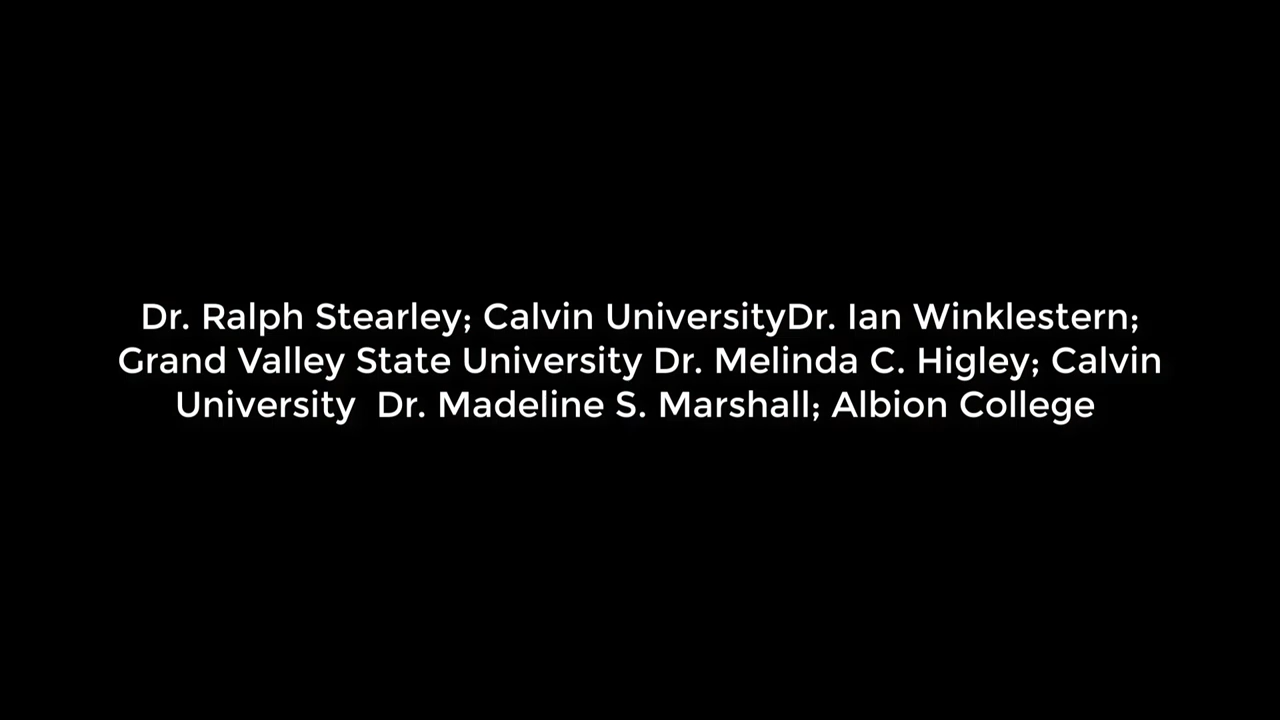 Dr. Ralph Stearley; Calvin UniversityDr. Ian Winklestern;
Grand Valley State University Dr. Melinda C. Higley; Calvin
University  Dr. Madeline S. Marshall; Albion College